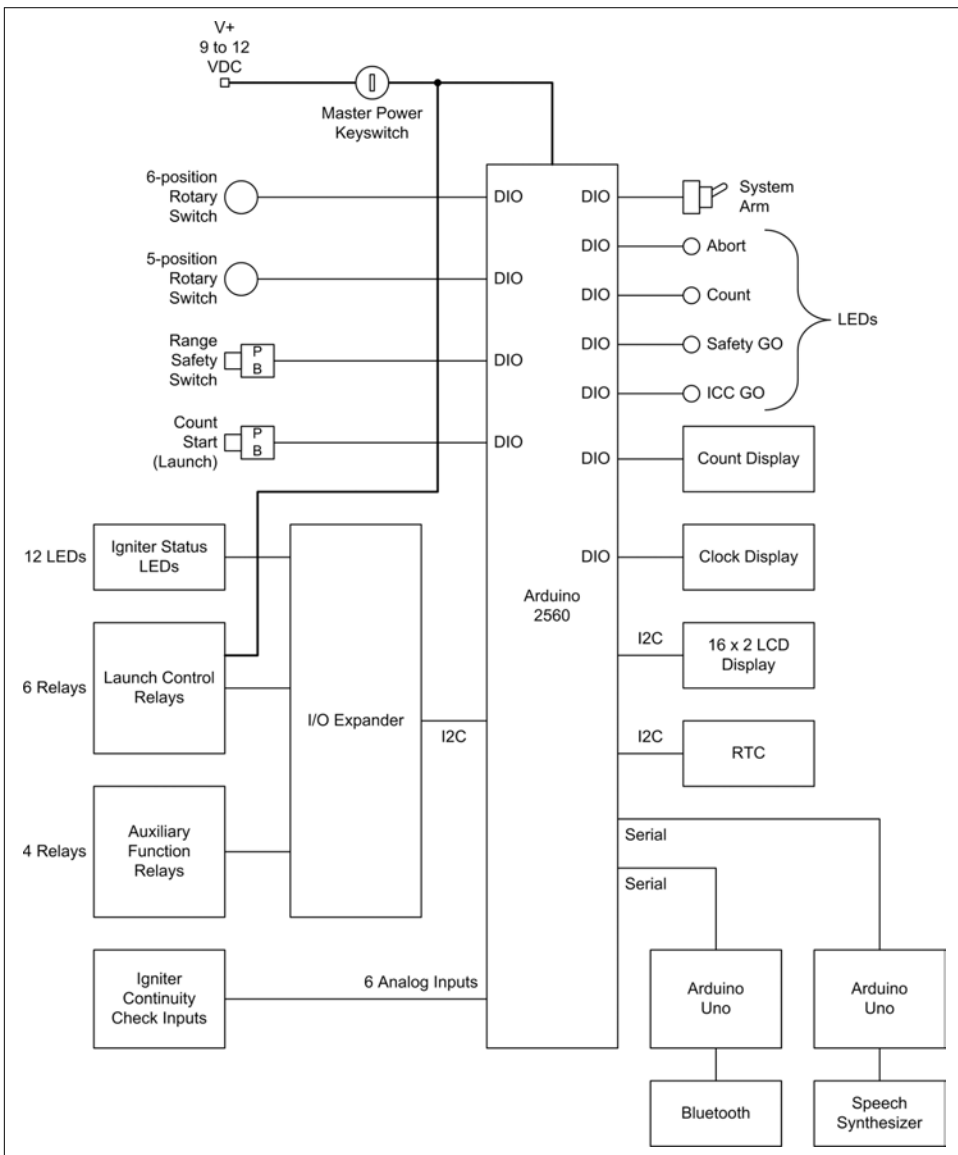 V+
9 to 12
VDC
Master Power
Keyswitch
6-position
Rotary
Switch
DIO
DIO
System
Arm
DIO
Abort
5-position
Rotary
Switch
DIO
DIO
Count
LEDs
Range
Safety
Switch
P
B
DIO
DIO
Safety GO
DIO
ICC GO
Count
Start
(Launch)
P
B
DIO
DIO
Count Display
12 LEDs
Igniter Status
LEDs
DIO
Clock Display
Arduino
2560
6 Relays
Launch Control
Relays
I/O Expander
I2C
I2C
16 x 2 LCD
Display
I2C
RTC
4 Relays
Auxiliary
Function
Relays
Serial
Serial
Igniter
Continuity
Check Inputs
6 Analog Inputs
Arduino
Uno
Arduino
Uno
Bluetooth
Speech
Synthesizer